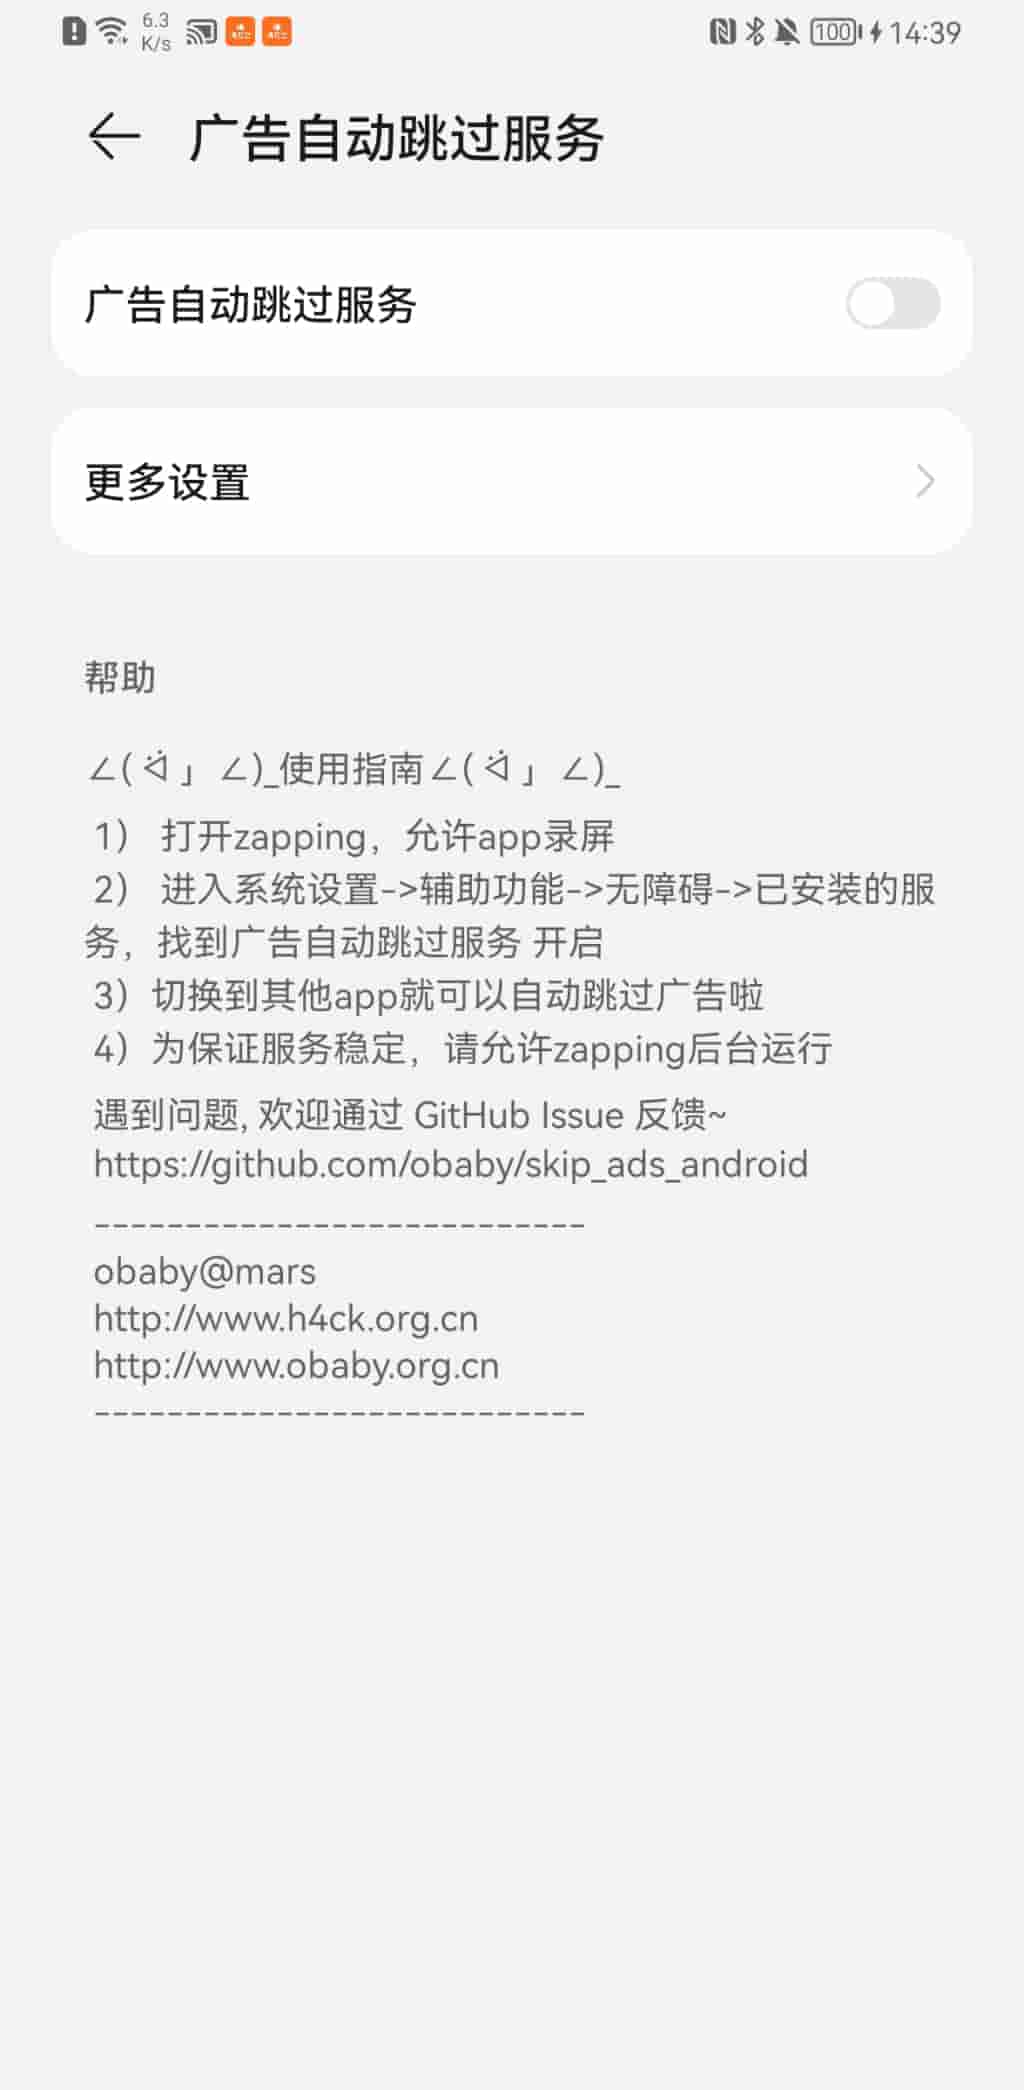 6.3
K/s
100
14:39
广告自动跳过服务
广告自动跳过服务
更多设置
帮助
∠( ᐛ 」∠)_使用指南∠( ᐛ 」∠)_
1） 打开zapping，允许app录屏
2） 进入系统设置->辅助功能->无障碍->已安装的服
务，找到广告自动跳过服务 开启
3）切换到其他app就可以自动跳过广告啦
4）为保证服务稳定，请允许zapping后台运行
遇到问题, 欢迎通过 GitHub Issue 反馈~
https://github.com/obaby/skip_ads_android
---------------------------
obaby@mars
http://www.h4ck.org.cn
http://www.obaby.org.cn
---------------------------